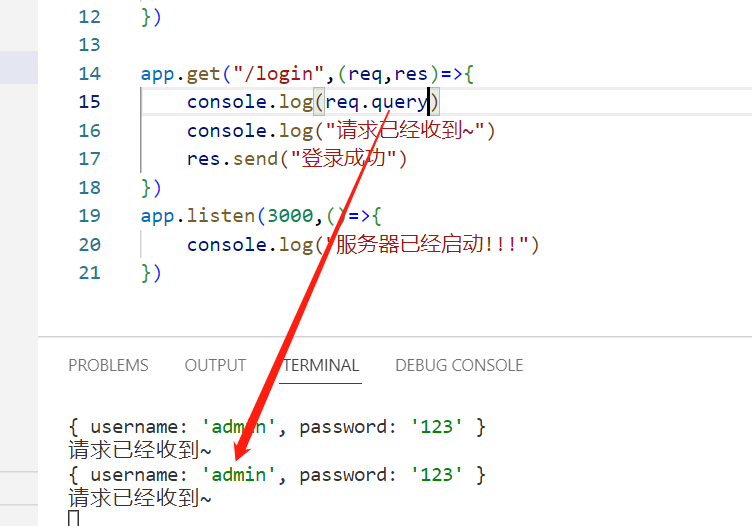 12 })
13
14 app.get("/login",(req,res)=>{
15 console.log(req.query)
16 console.log("请求已经收到~")
17 res.send("登录成功")
18 })
19 app.listen(3000,()=>{
20 console.log("服务器已经启动!!!")
21 })
PROBLEMS OUTPUT TERMINAL DEBUG CONSOLE
{ username: 'admin', password: '123' }
请求已经收到~
{ username: 'admin', password: '123' }
请求已经收到~